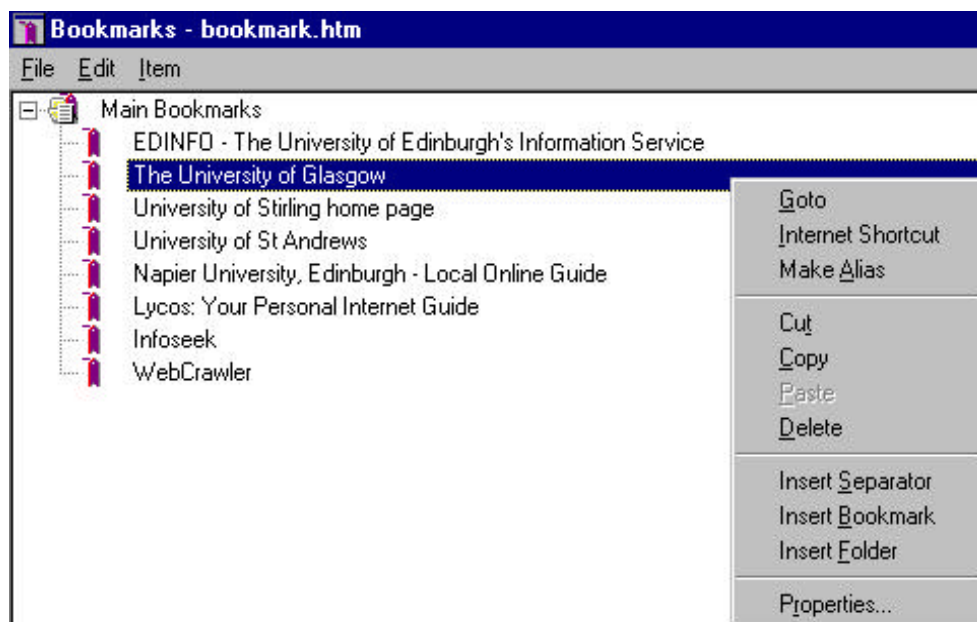 Bookmarks - bookmark.htm
File Edit Item
Main Bookmarks
EDINFO - The University of Edinburgh's Information Service
The University of Glasgow
University of Stirling home page
University of St Andrews
Napier University, Edinburgh - Local Online Guide
Lycos: Your Personal Internet Guide
Infoseek
WebCrawler
Goto
Internet Shortcut
Make Alias
Cut
Copy
Paste
Delete
Insert Separator
Insert Bookmark
Insert Folder
Properties...